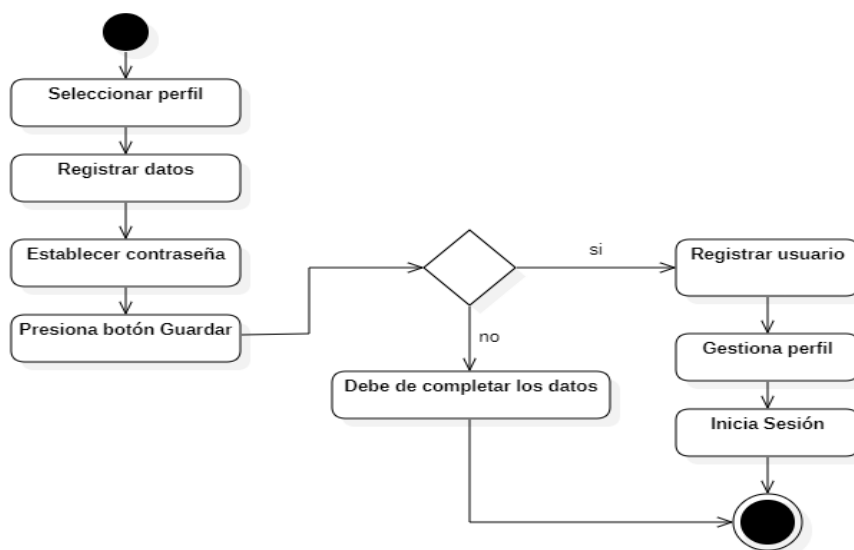 Seleccionar perfil
Registrar datos
Establecer contraseña
Presiona botón Guardar
si
no
Debe de completar los datos
Registrar usuario
Gestiona perfil
Inicia Sesión